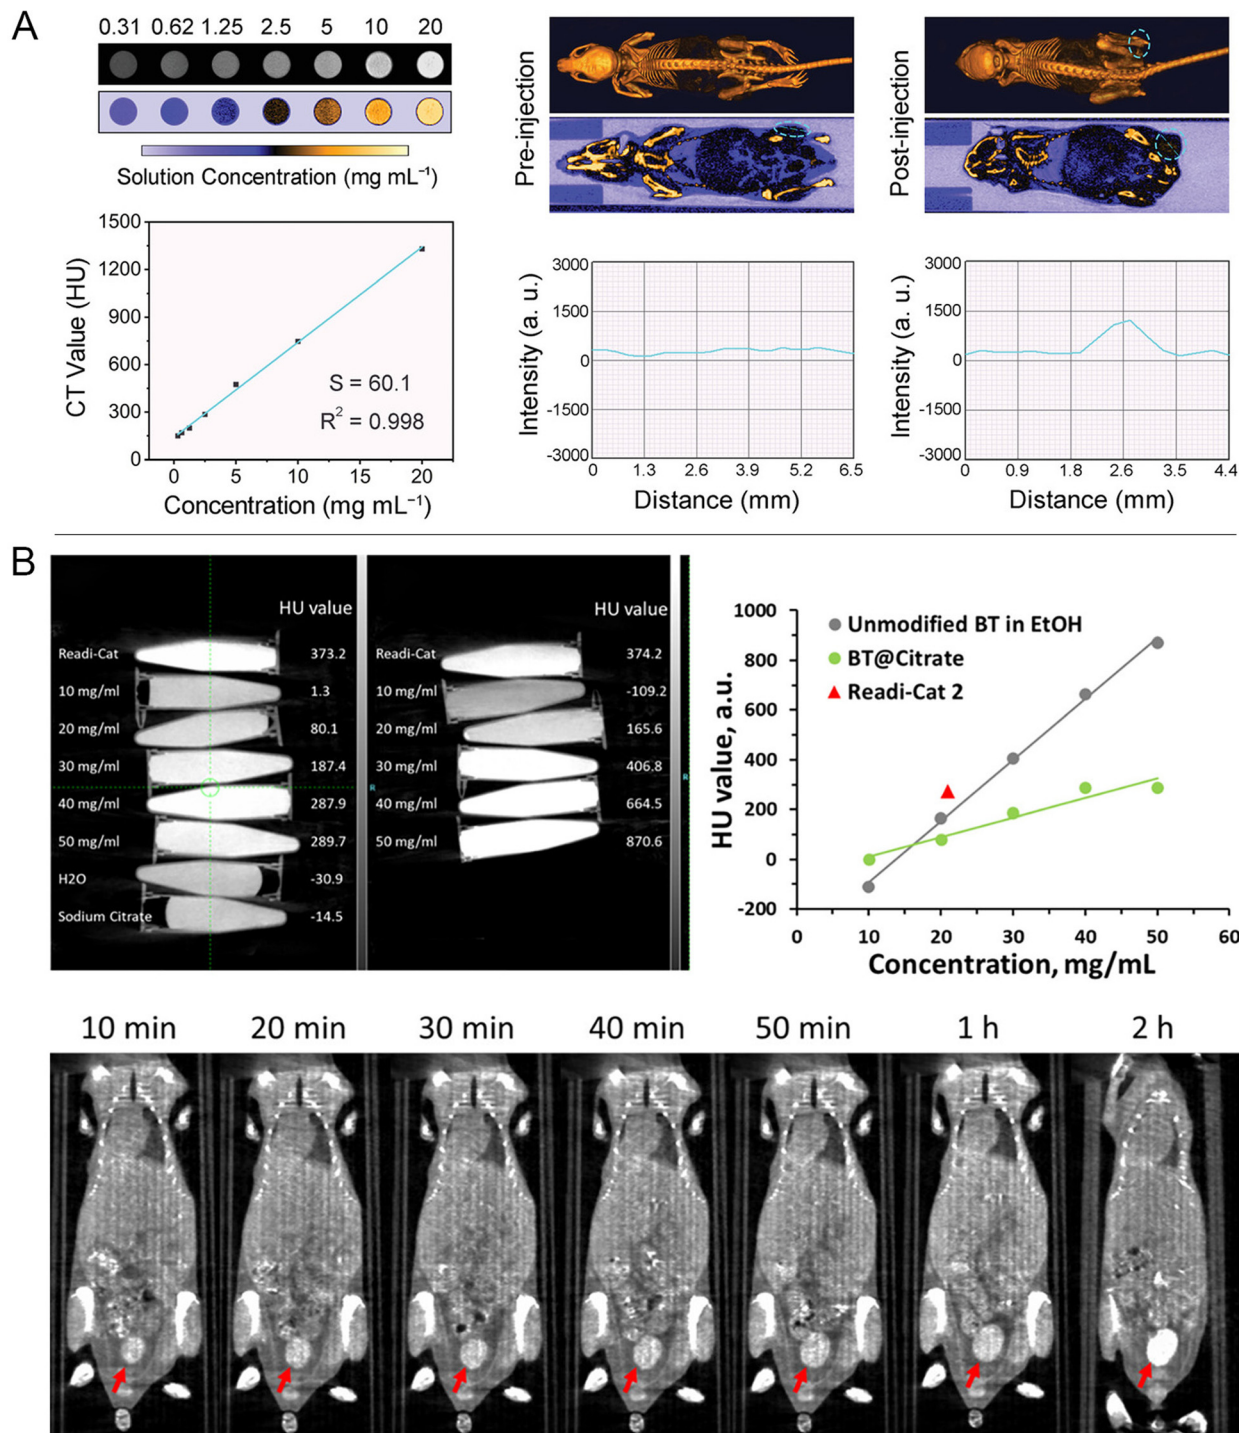 A
0.31 0.62 1.25 2.5 5 10 20
Solution Concentration (mg mL⁻¹)
1500
1200
900
600
300
0
CT Value (HU)
S = 60.1
R² = 0.998
0 5 10 15 20
Concentration (mg mL⁻¹)
Pre-injection
3000
1500
0
-1500
-3000
Intensity (a. u.)
0 1.3 2.6 3.9 5.2 6.5
Distance (mm)
Post-injection
3000
1500
0
-1500
-3000
Intensity (a. u.)
0 0.9 1.8 2.6 3.5 4.4
Distance (mm)
B
HU value
Readi-Cat 373.2
10 mg/ml 1.3
20 mg/ml 80.1
30 mg/ml 187.4
40 mg/ml 287.9
50 mg/ml 289.7
H2O -30.9
Sodium Citrate -14.5
R
HU value
Readi-Cat 374.2
10 mg/ml -109.2
20 mg/ml 165.6
30 mg/ml 406.8
40 mg/ml 664.5
50 mg/ml 870.6
R
1000
800
600
400
200
0
-200
HU value, a.u.
Unmodified BT in EtOH
BT@Citrate
Readi-Cat 2
0 10 20 30 40 50 60
Concentration, mg/mL
10 min 20 min 30 min 40 min 50 min 1 h 2 h